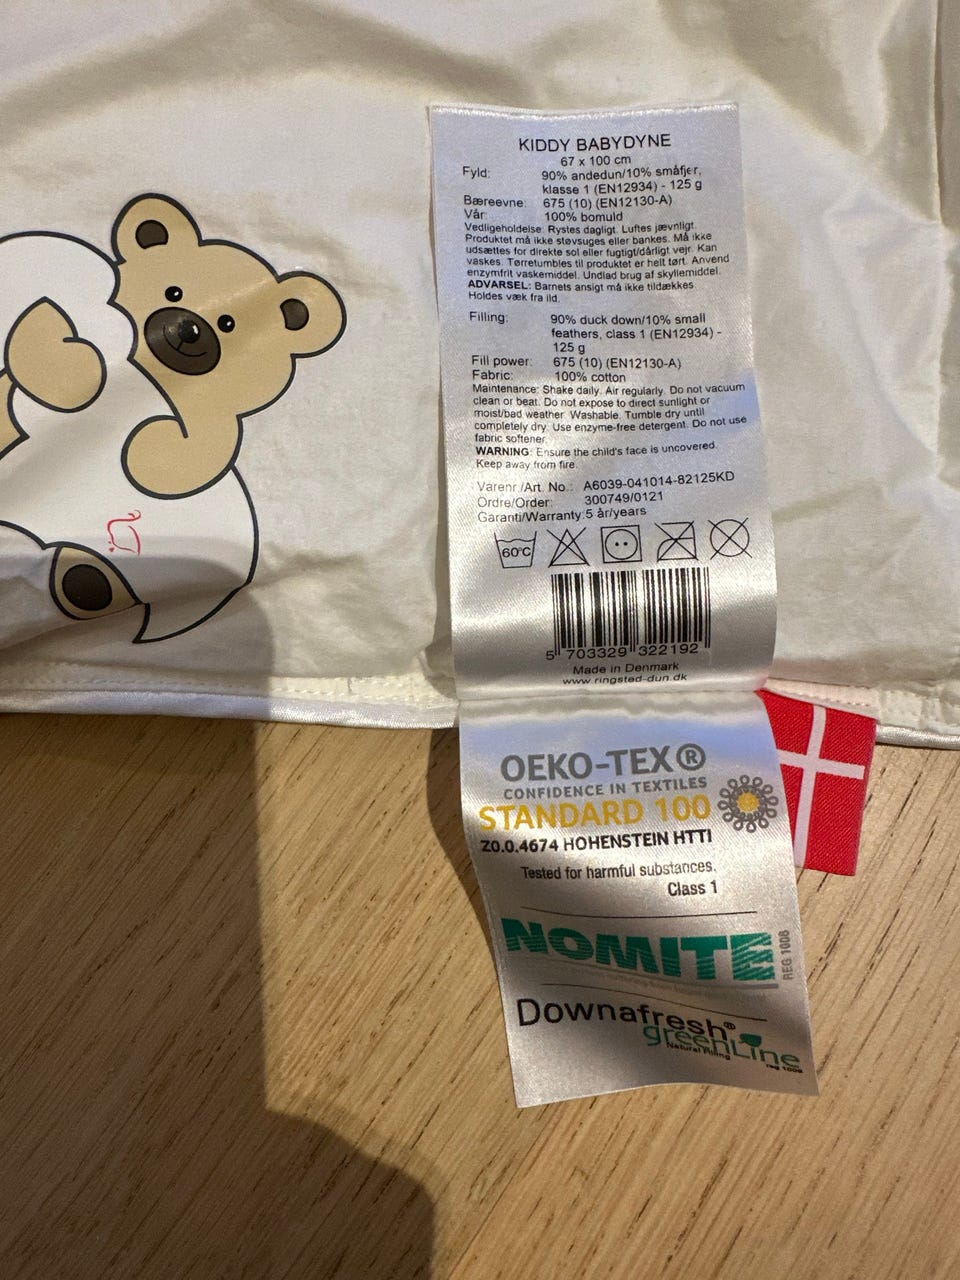 KIDDY BABYDYNE
67 x 100 cm
Fyld: 90% andedun/10% småfjer,
klasse 1 (EN12934) - 125 g
Bæreevne: 675 (10) (EN12130-A)
Vår: 100% bomuld
Vedligeholdelse: Rystes dagligt. Luftes jævnligt.
Produktet må ikke støvsuges eller bankes. Må ikke
udsættes for direkte sol eller fugtigt/dårligt vejr. Kan
vaskes. Tørretumbles til produktet er helt tørt. Anvend
enzymfrit vaskemiddel. Undlad brug af skyllemiddel.
ADVARSEL: Barnets ansigt må ikke tildækkes.
Holdes væk fra ild.
Filling: 90% duck down/10% small
feathers, class 1 (EN12934) -
125 g
Fill power: 675 (10) (EN12130-A)
Fabric: 100% cotton
Maintenance: Shake daily. Air regularly. Do not vacuum
clean or beat. Do not expose to direct sunlight or
moist/bad weather. Washable. Tumble dry until
completely dry. Use enzyme-free detergent. Do not use
fabric softener.
WARNING: Ensure the child's face is uncovered.
Keep away from fire.
Varenr./Art. No.: A6039-041014-82125KD
Ordre/Order: 300749/0121
Garanti/Warranty: 5 år/years
60°C
5 703329 322192
Made in Denmark
www.ringsted-dun.dk
OEKO-TEX®
CONFIDENCE IN TEXTILES
STANDARD 100
Z0.0.4674 HOHENSTEIN HTTI
Tested for harmful substances.
Class 1
NOMITE
REG 1008
Downafresh®
greenLine
Natural Filling
reg 1008